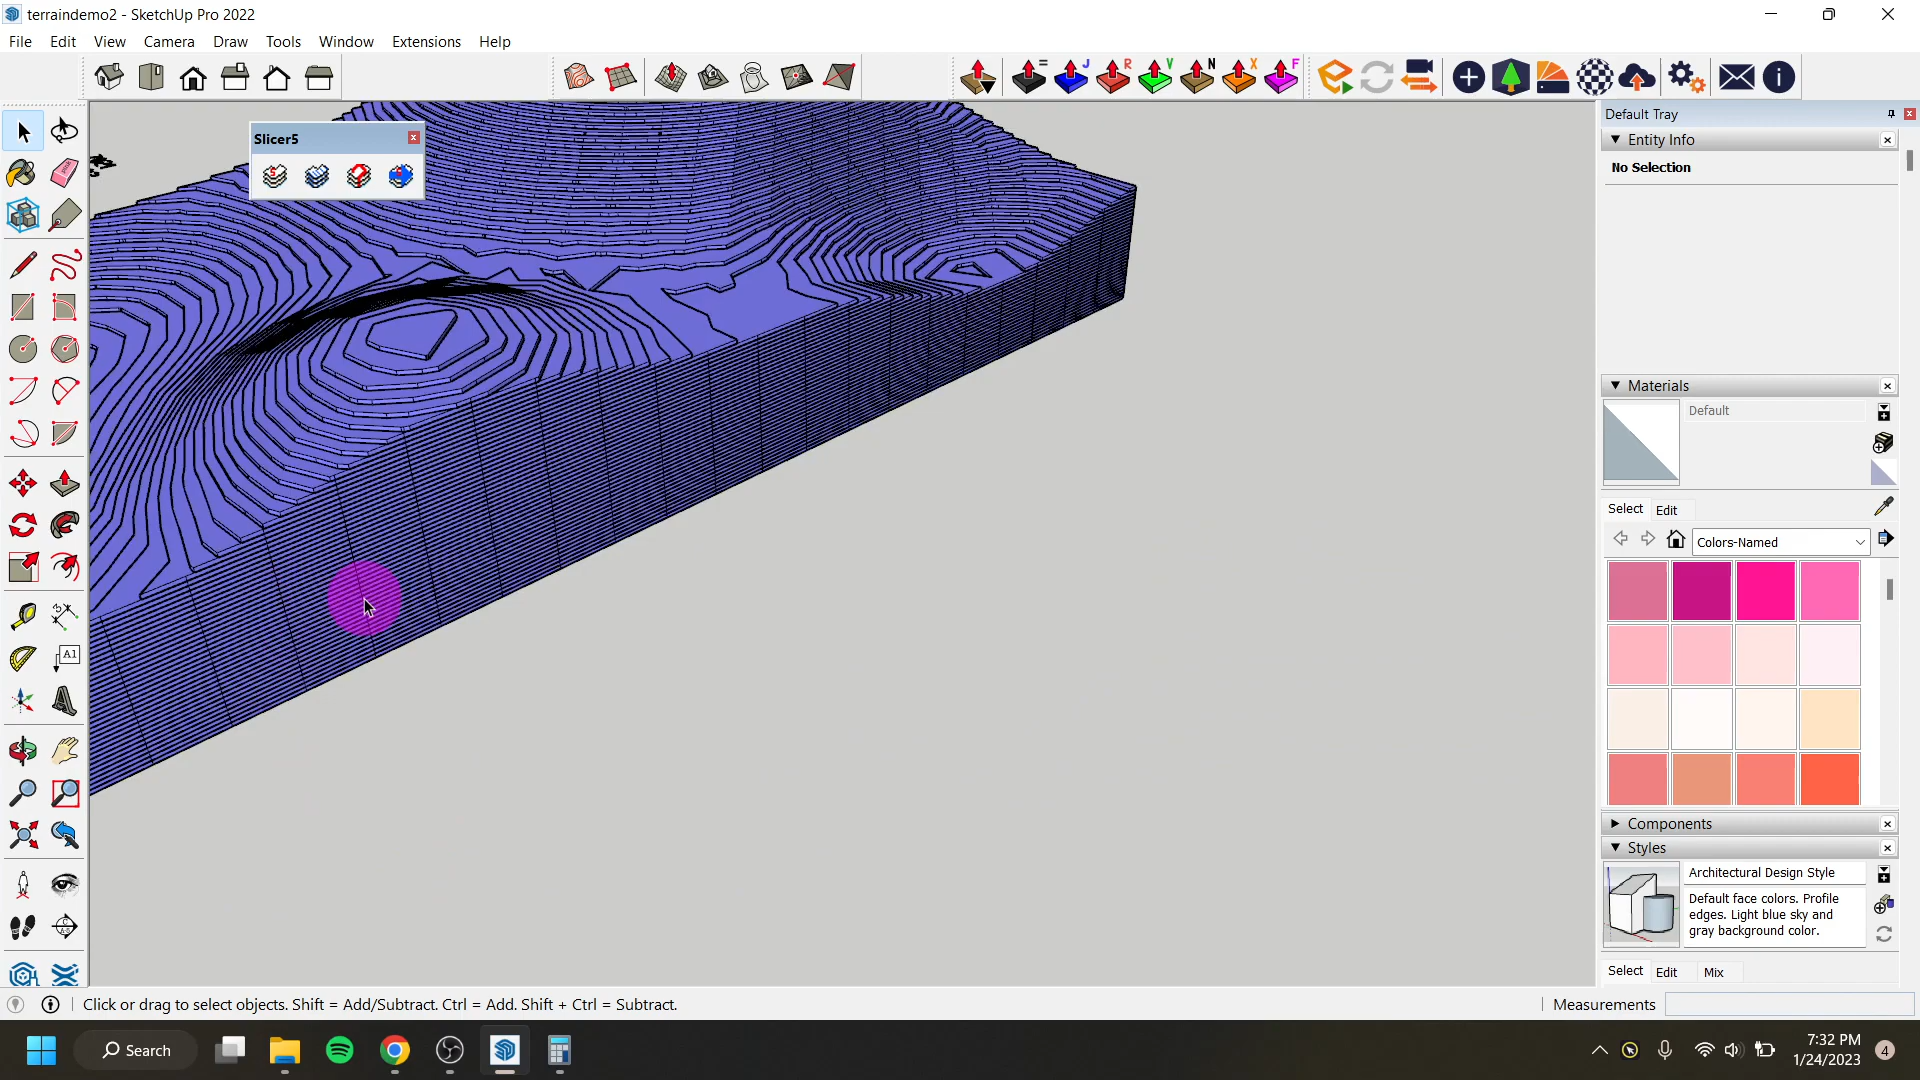 terraindemo2 - SketchUp Pro 2022
File Edit View Camera Draw Tools Window Extensions Help
= J R V N X F
Default Tray
Entity Info
No Selection
Slicer5
Materials
Default
Select Edit
Colors-Named
A1
Components
Styles
Architectural Design Style
Default face colors. Profile
edges. Light blue sky and
gray background color.
Select Edit Mix
Click or drag to select objects. Shift = Add/Subtract. Ctrl = Add. Shift + Ctrl = Subtract.
Measurements
Search
7:32 PM
1/24/2023
4